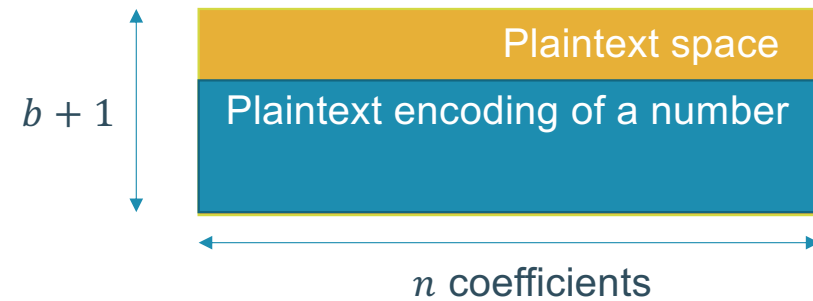 Plaintext space
b + 1
Plaintext encoding of a number
n coefficients